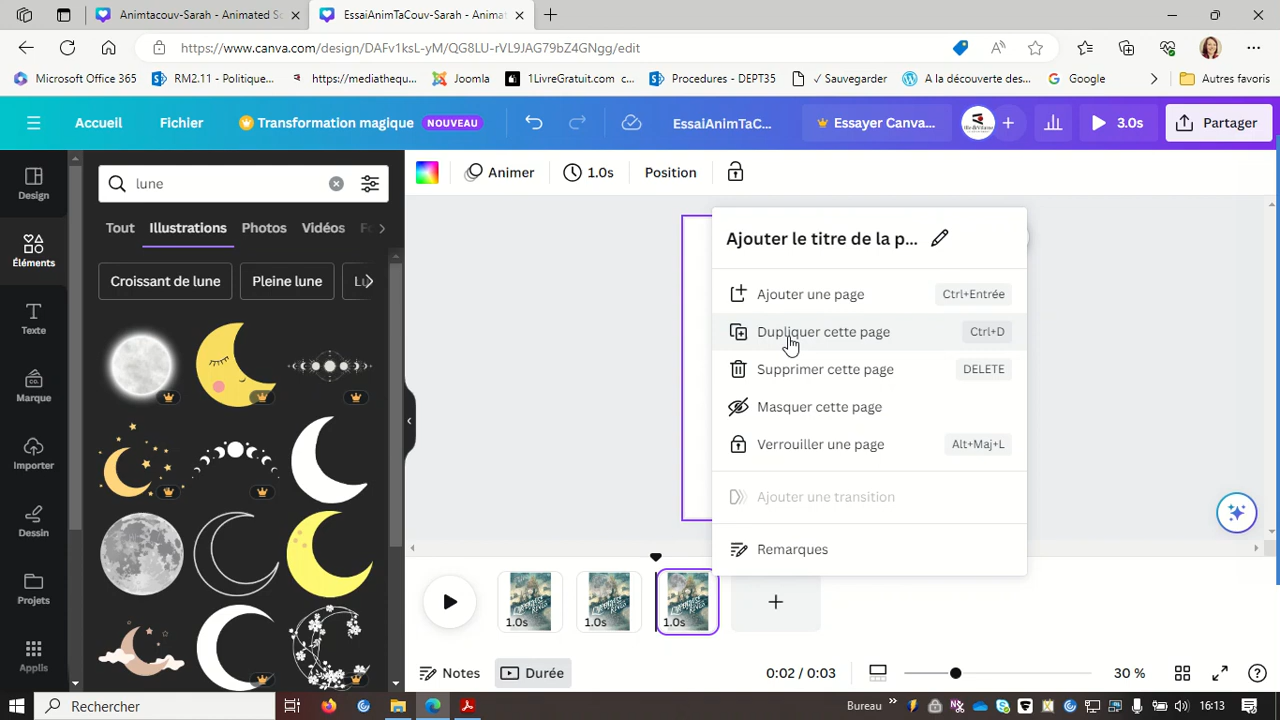 Animtacouv-Sarah - Animated So
EssaiAnimTaCouv-Sarah - Animat
https://www.canva.com/design/DAFv1ksL-yM/QG8LU-rVL9JAG79bZ4GNgg/edit
Microsoft Office 365
RM2.11 - Politique...
https://mediathequ...
Joomla
1LivreGratuit.com c...
Procedures - DEPT35
✓ Sauvegarder
A la découverte des...
Google
Autres favoris
Accueil
Fichier
Transformation magique NOUVEAU
EssaiAnimTaC...
Essayer Canva...
3.0s
Partager
Design
Éléments
Texte
Marque
Importer
Dessin
Projets
Applis
lune
Tout
Illustrations
Photos
Vidéos
Croissant de lune
Pleine lune
Animer
1.0s
Position
Ajouter le titre de la p...
Ajouter une page Ctrl+Entrée
Dupliquer cette page Ctrl+D
Supprimer cette page DELETE
Masquer cette page
Verrouiller une page Alt+Maj+L
Ajouter une transition
Remarques
1.0s
1.0s
1.0s
Notes
Durée
0:02 / 0:03
30 %
Rechercher
Bureau
16:13